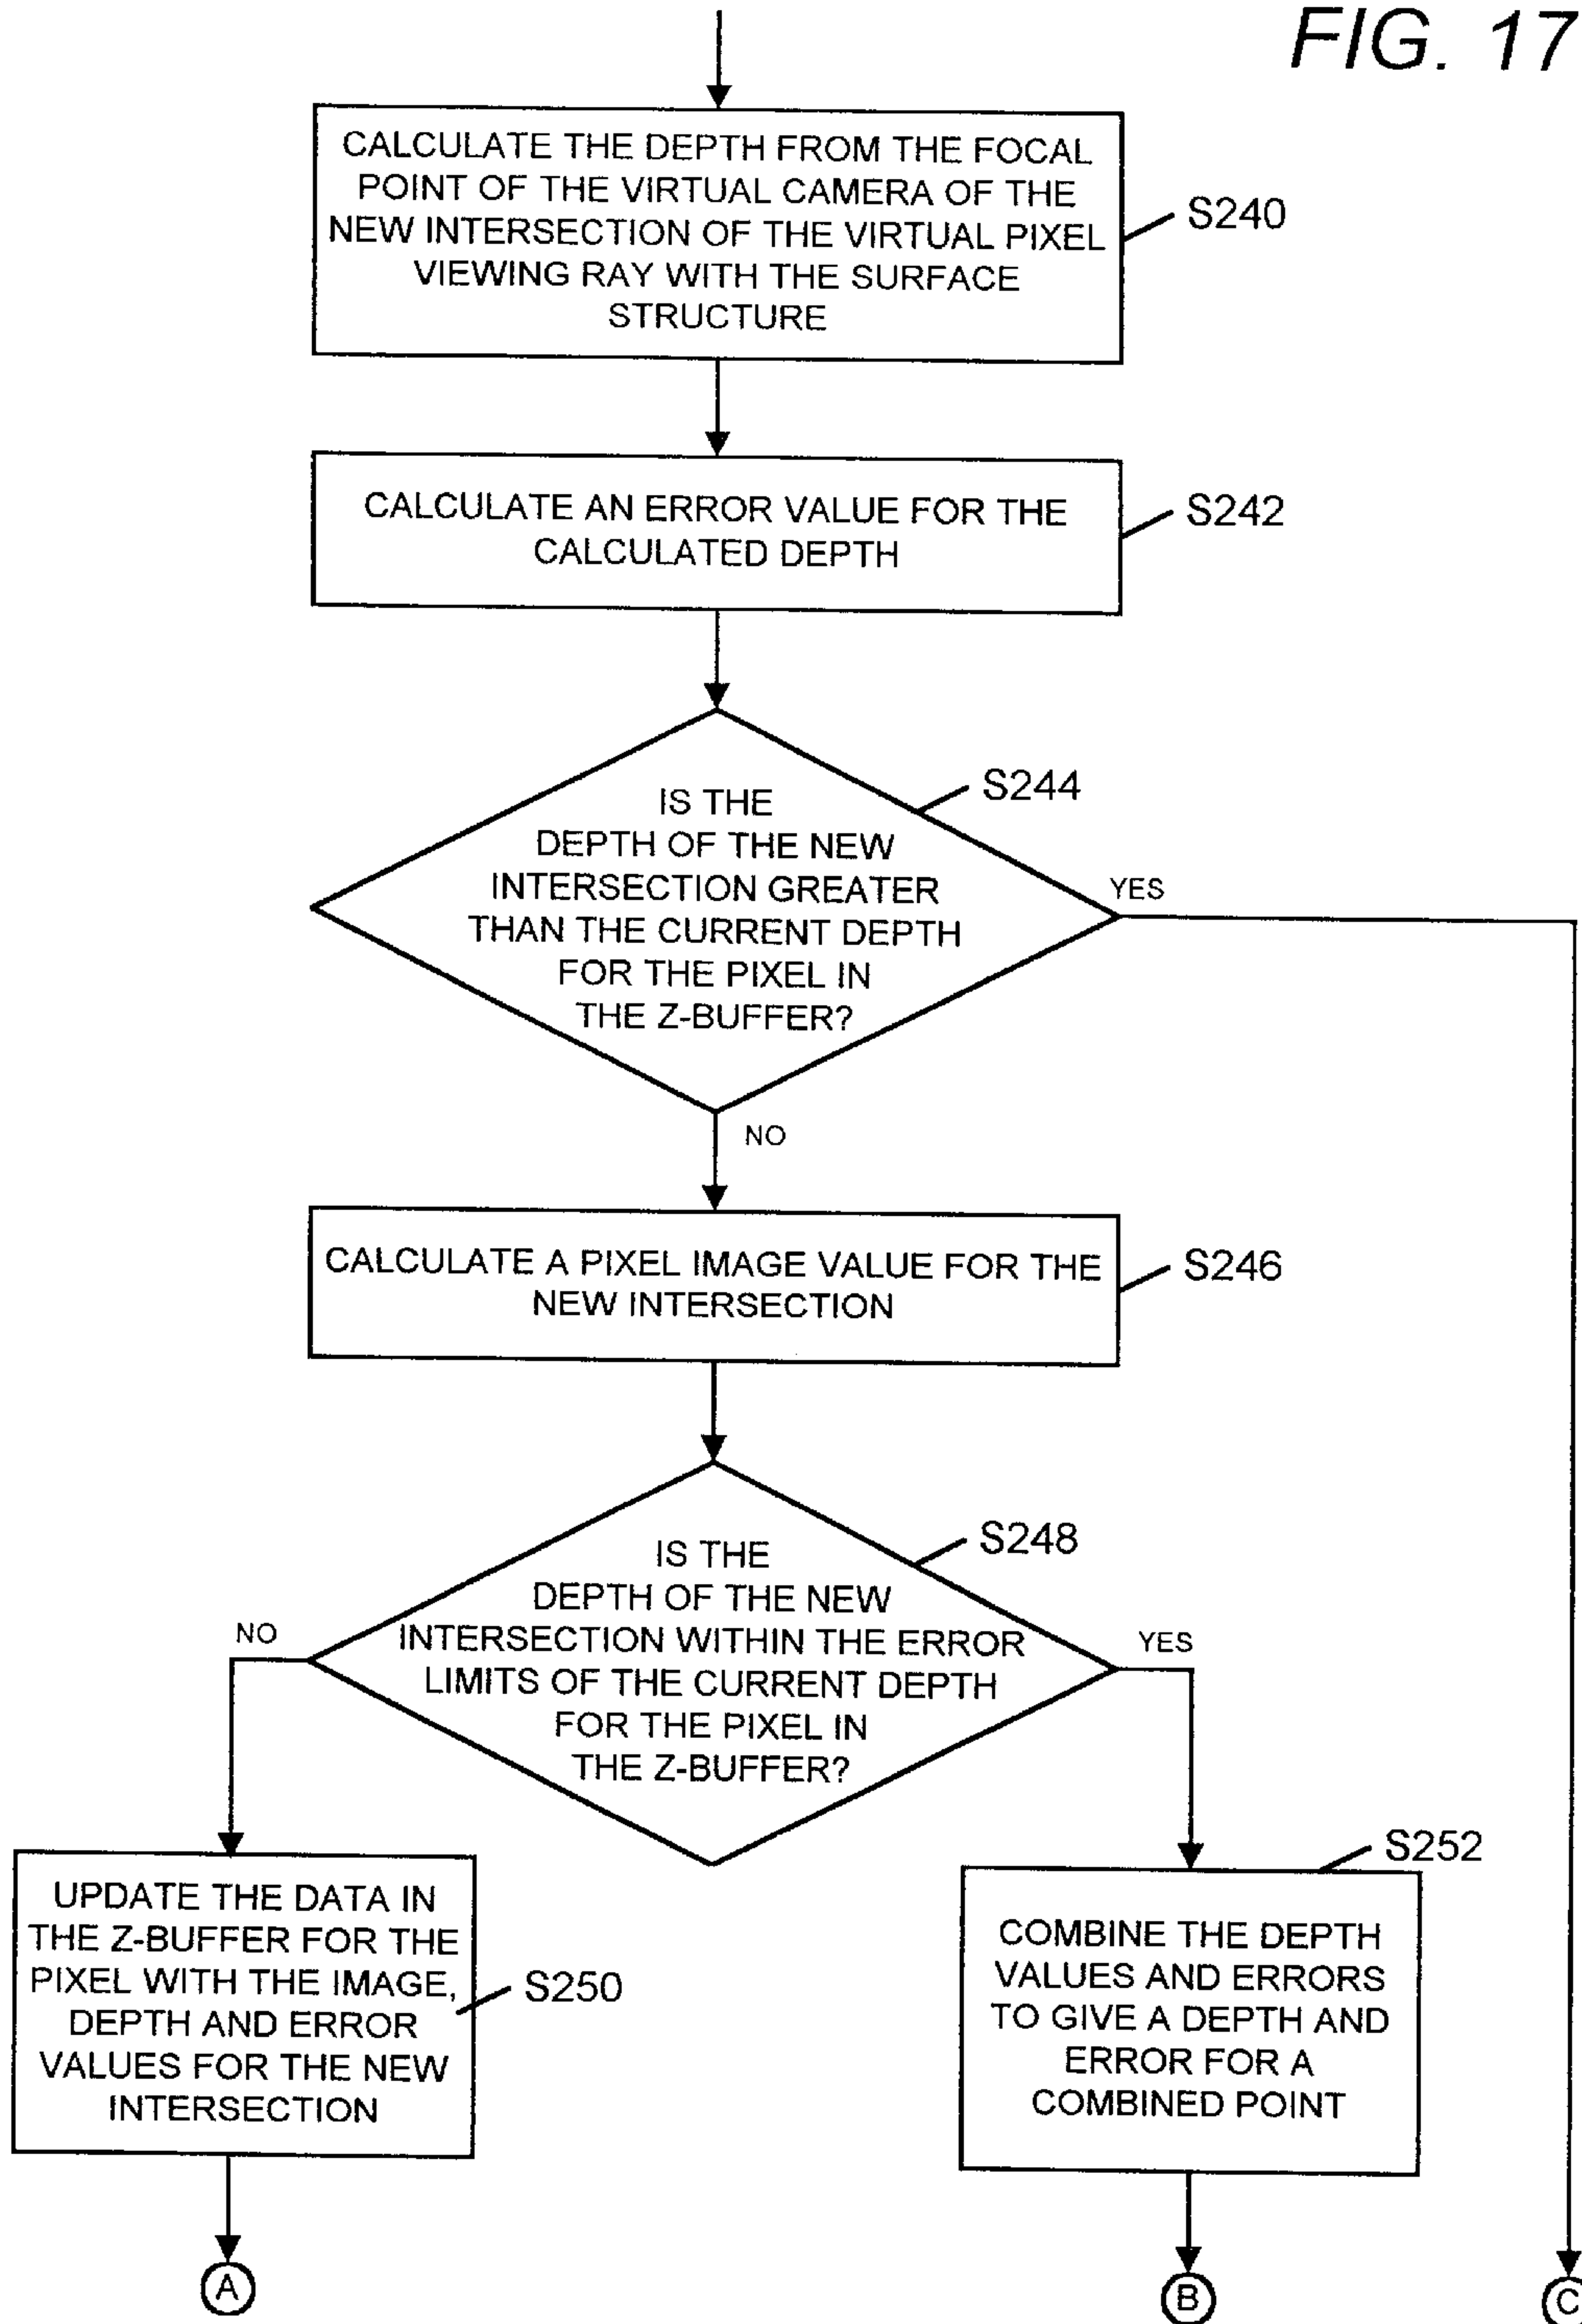 FIG. 17
CALCULATE THE DEPTH FROM THE FOCAL
POINT OF THE VIRTUAL CAMERA OF THE
NEW INTERSECTION OF THE VIRTUAL PIXEL
VIEWING RAY WITH THE SURFACE
STRUCTURE
S240
CALCULATE AN ERROR VALUE FOR THE
CALCULATED DEPTH
S242
IS THE
DEPTH OF THE NEW
INTERSECTION GREATER
THAN THE CURRENT DEPTH
FOR THE PIXEL IN
THE Z-BUFFER?
S244
YES
NO
CALCULATE A PIXEL IMAGE VALUE FOR THE
NEW INTERSECTION
S246
IS THE
DEPTH OF THE NEW
INTERSECTION WITHIN THE ERROR
LIMITS OF THE CURRENT DEPTH
FOR THE PIXEL IN
THE Z-BUFFER?
S248
NO
YES
UPDATE THE DATA IN
THE Z-BUFFER FOR THE
PIXEL WITH THE IMAGE,
DEPTH AND ERROR
VALUES FOR THE NEW
INTERSECTION
S250
S252
COMBINE THE DEPTH
VALUES AND ERRORS
TO GIVE A DEPTH AND
ERROR FOR A
COMBINED POINT
A
B
C